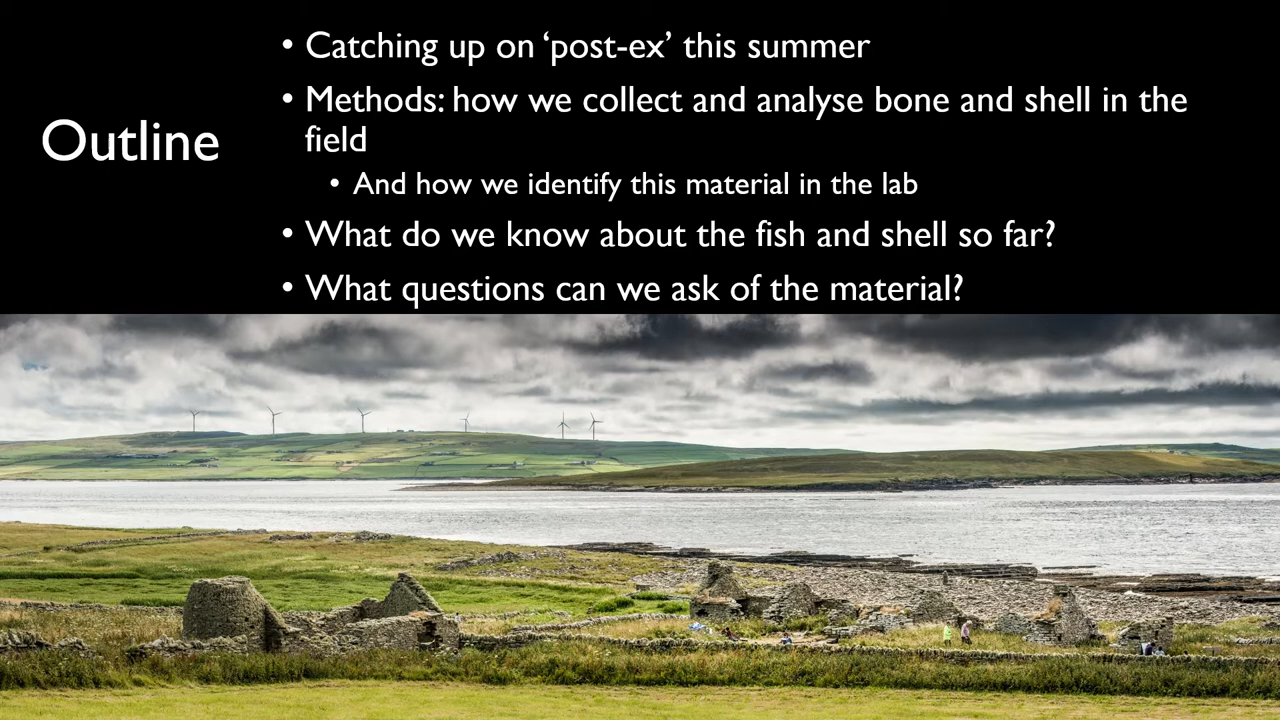 Outline
• Catching up on ‘post-ex’ this summer
• Methods: how we collect and analyse bone and shell in the
field
• And how we identify this material in the lab
• What do we know about the fish and shell so far?
• What questions can we ask of the material?